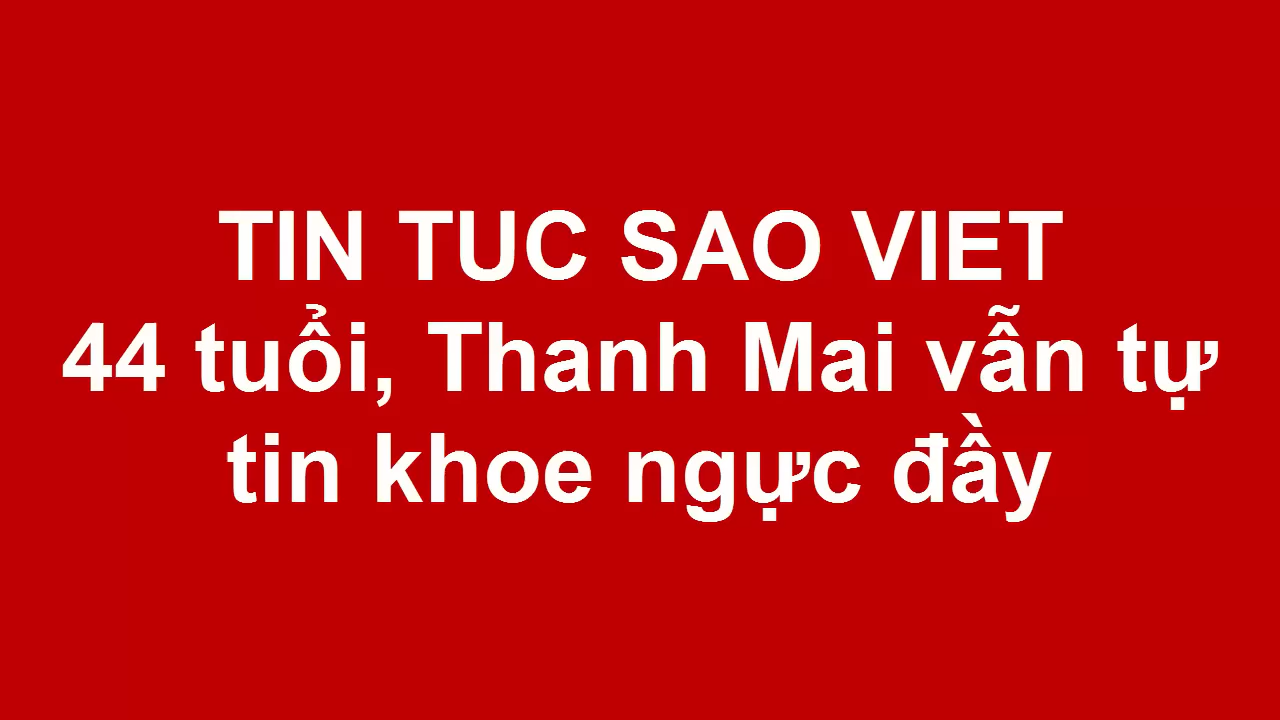 TIN TUC SAO VIET
44 tuổi, Thanh Mai vẫn tự
tin khoe ngực đầy